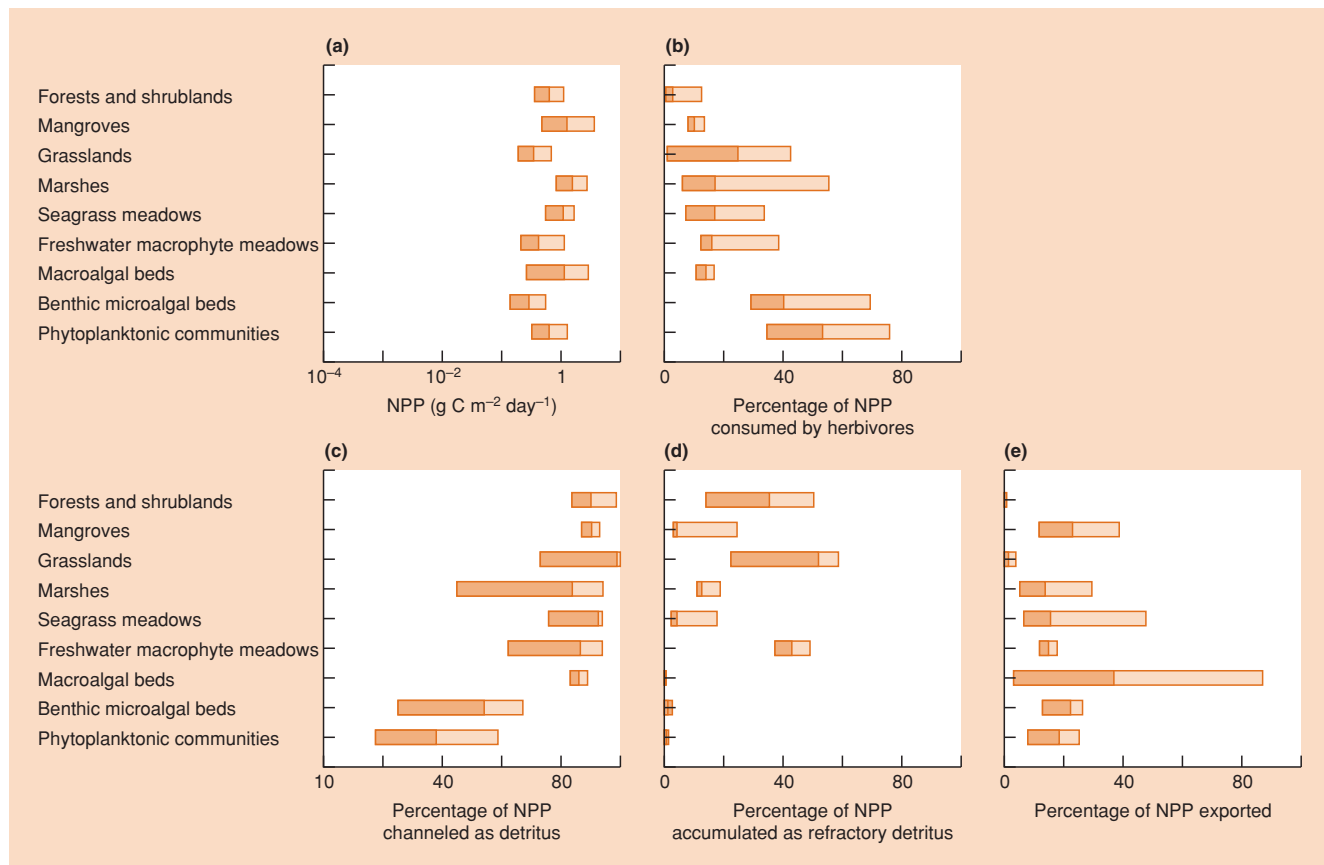 (a)
(b)
Forests and shrublands
Mangroves
Grasslands
Marshes
Seagrass meadows
Freshwater macrophyte meadows
Macroalgal beds
Benthic microalgal beds
Phytoplanktonic communities
10⁻⁴ 10⁻² 1
0 40 80
NPP (g C m⁻² day⁻¹)
Percentage of NPP
consumed by herbivores
(c)
(d)
(e)
Forests and shrublands
Mangroves
Grasslands
Marshes
Seagrass meadows
Freshwater macrophyte meadows
Macroalgal beds
Benthic microalgal beds
Phytoplanktonic communities
10 80
0 40 80
0 40 80
Percentage of NPP
channeled as detritus
Percentage of NPP
accumulated as refractory detritus
Percentage of NPP exported